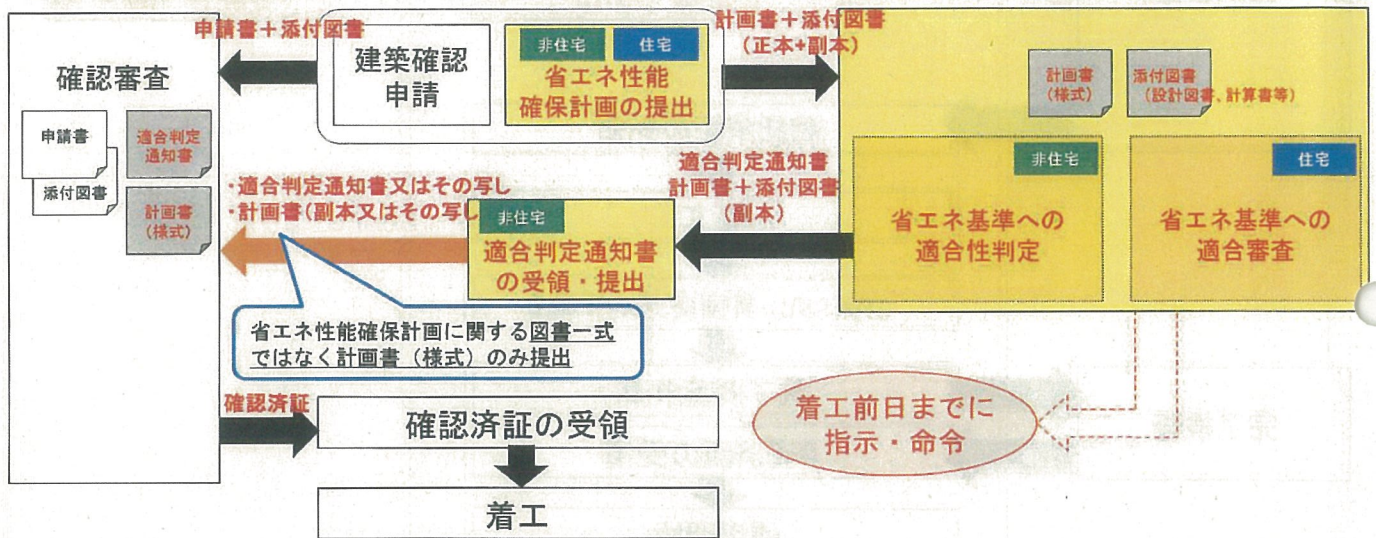 確認審査
申請書
添付図書
適合判定
通知書
計画書
(様式)
申請書+添付図書
建築確認
申請
非住宅
住宅
省エネ性能
確保計画の提出
計画書+添付図書
(正本+副本)
計画書
(様式)
添付図書
(設計図書、計算書等)
非住宅
省エネ基準への
適合性判定
住宅
省エネ基準への
適合審査
適合判定通知書
計画書+添付図書
(副本)
・適合判定通知書又はその写し
・計画書(副本又はその写し
非住宅
適合判定通知書
の受領・提出
省エネ性能確保計画に関する図書一式
ではなく計画書(様式)のみ提出
着工前日までに
指示・命令
確認済証
確認済証の受領
着工